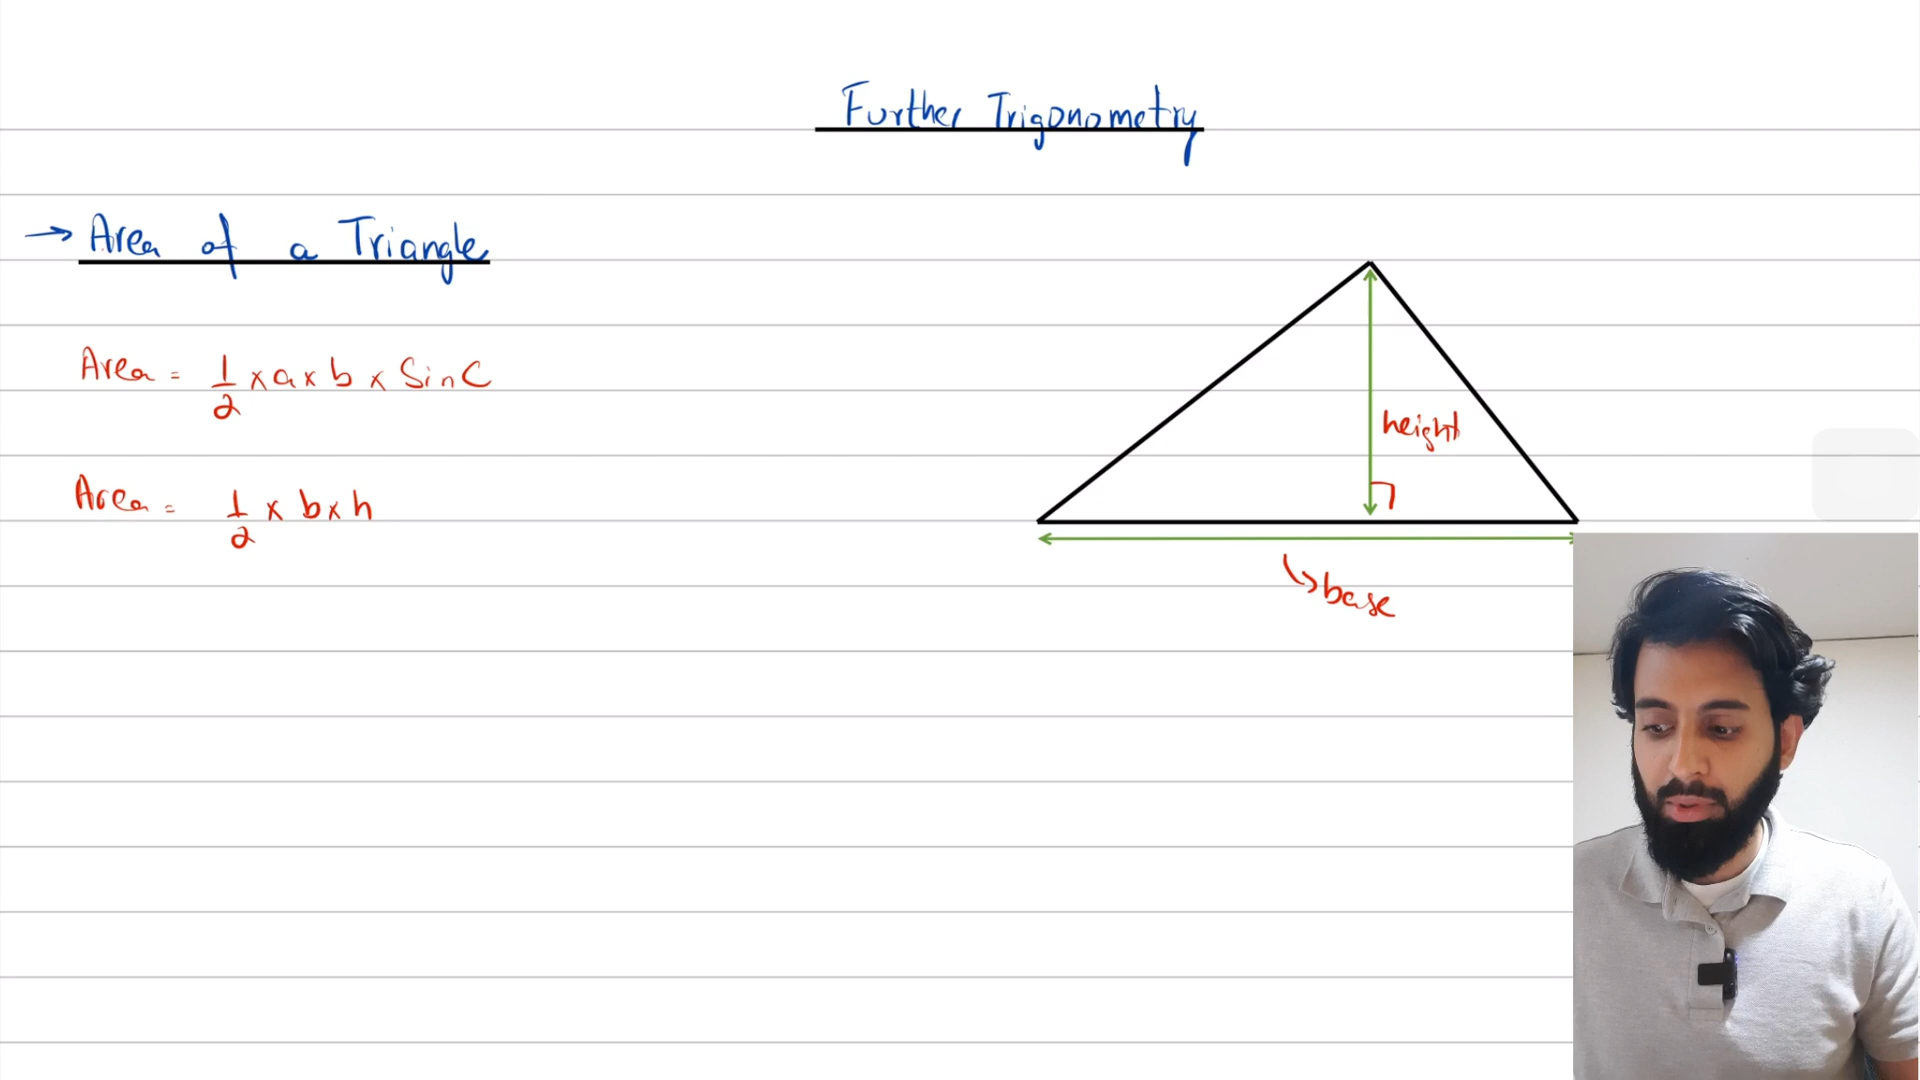 Further Trigonometry
→ Area of a Triangle
Area = 1/2 × a × b × Sin C
Area = 1/2 × b × h
height
↳ base